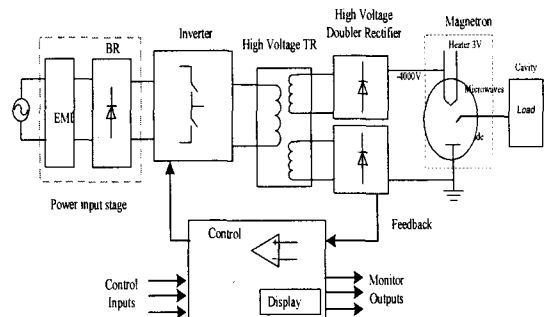 High Voltage
Doubler Rectifier
Magnetron
Inverter
BR
High Voltage TR
Heater 3V
Cavity
-4000V
Microwaves
Load
EMI
Power input stage
Feedback
Control
Control
Inputs
Monitor
Outputs
Display